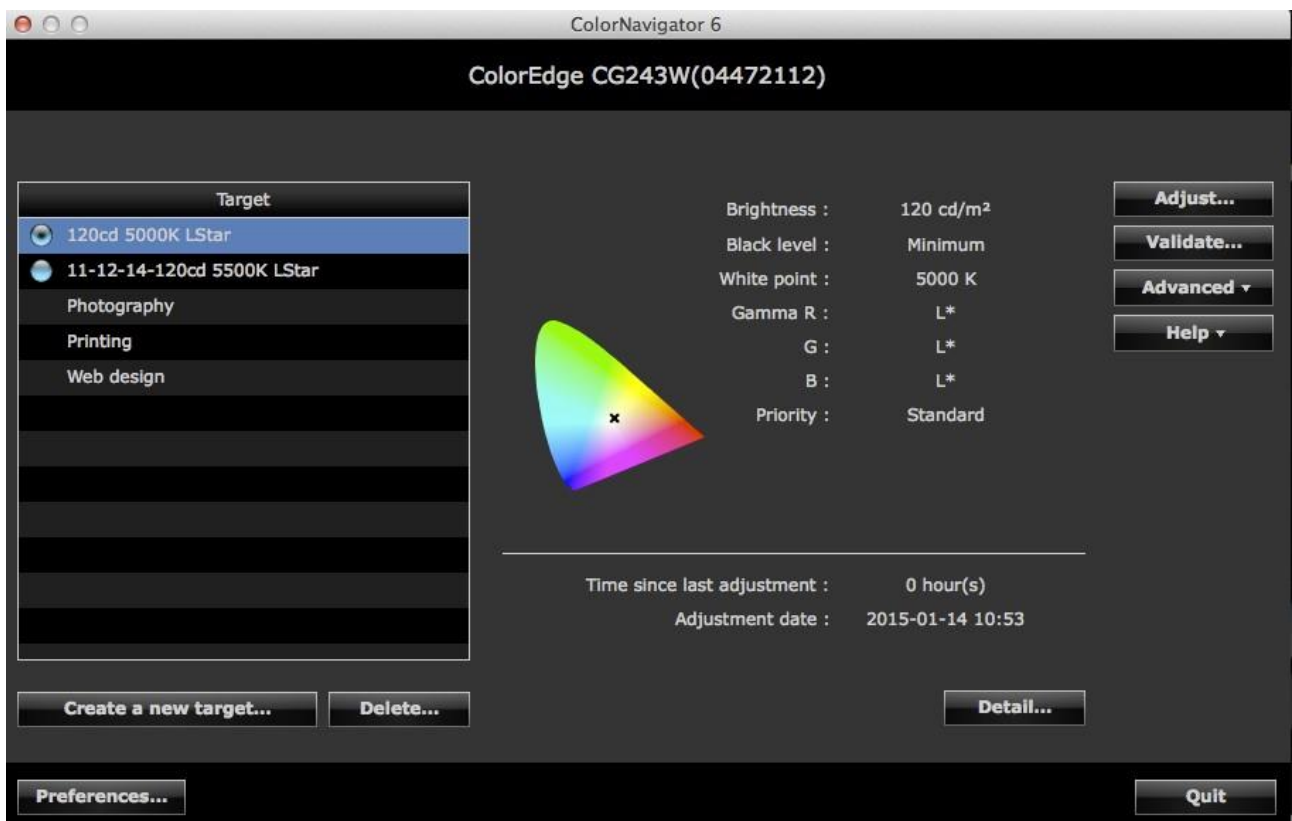 ColorNavigator 6
ColorEdge CG243W(04472112)
Target
120cd 5000K LStar
11-12-14-120cd 5500K LStar
Photography
Printing
Web design
Brightness : 120 cd/m²
Black level : Minimum
White point : 5000 K
Gamma R : L*
G : L*
B : L*
Priority : Standard
Time since last adjustment : 0 hour(s)
Adjustment date : 2015-01-14 10:53
Adjust...
Validate...
Advanced ▾
Help ▾
Create a new target...
Delete...
Detail...
Preferences...
Quit